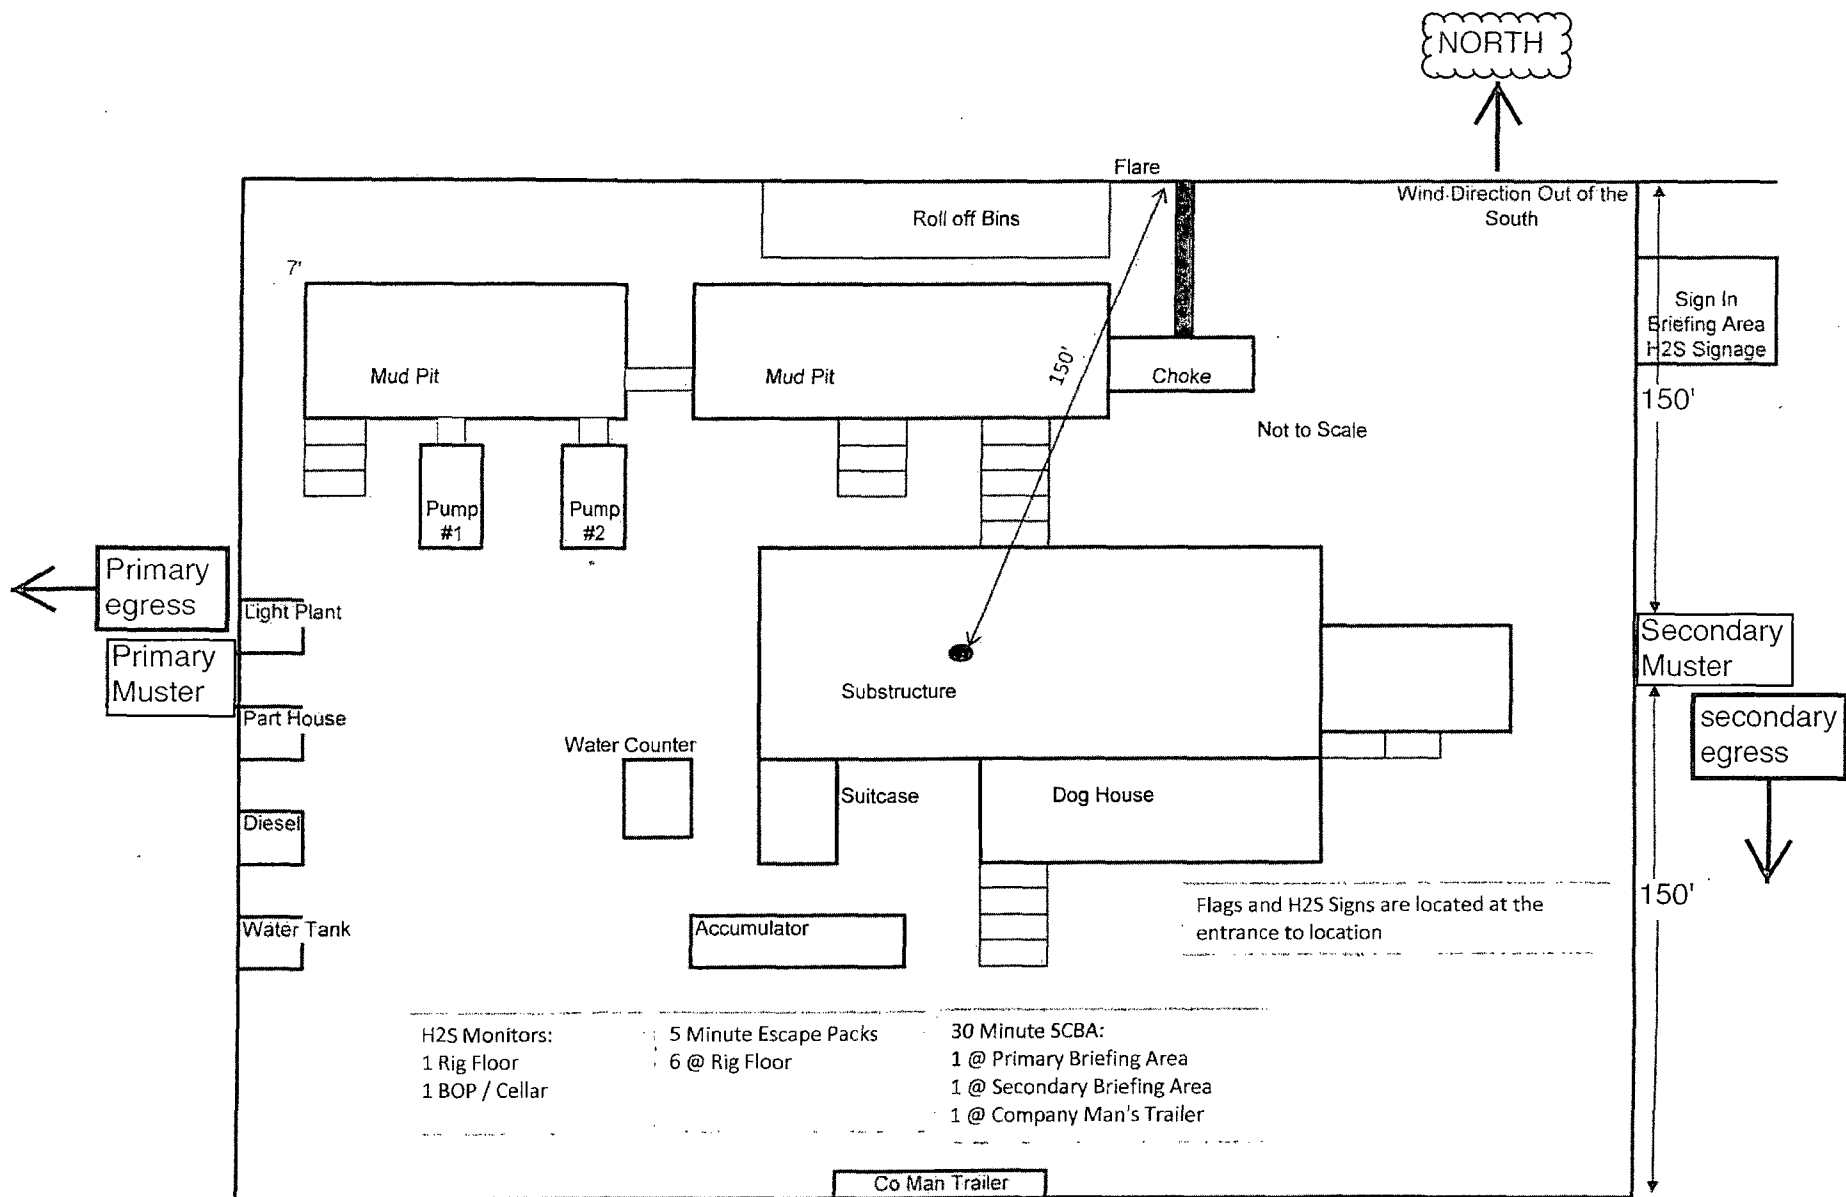 NORTH
Flare
Wind Direction Out of the
South
Roll off Bins
7'
Sign In
Briefing Area
H2S Signage
Mud Pit
Mud Pit
150'
Choke
150'
Not to Scale
Pump
#1
Pump
#2
Primary
egress
Light Plant
Primary
Muster
Secondary
Muster
Substructure
Part House
secondary
egress
Water Counter
Suitcase
Dog House
Diesel
150'
Flags and H2S Signs are located at the
entrance to location
Water Tank
Accumulator
H2S Monitors:
1 Rig Floor
1 BOP / Cellar
5 Minute Escape Packs
6 @ Rig Floor
30 Minute SCBA:
1 @ Primary Briefing Area
1 @ Secondary Briefing Area
1 @ Company Man's Trailer
Co Man Trailer